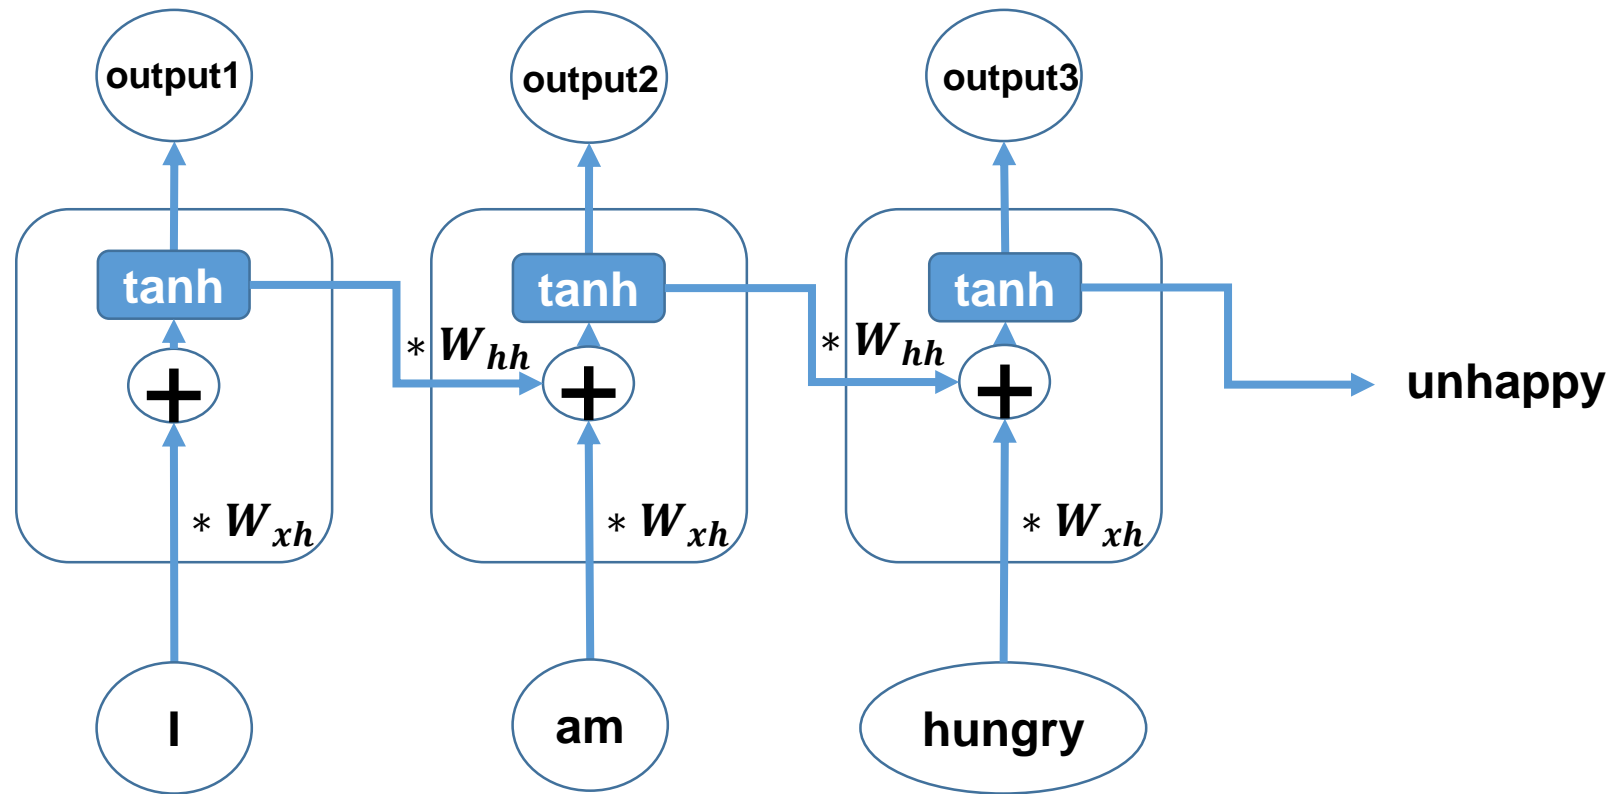 output1 output2 output3
tanh tanh tanh
* W_hh * W_hh
+ + + unhappy
* W_xh * W_xh * W_xh
I am hungry